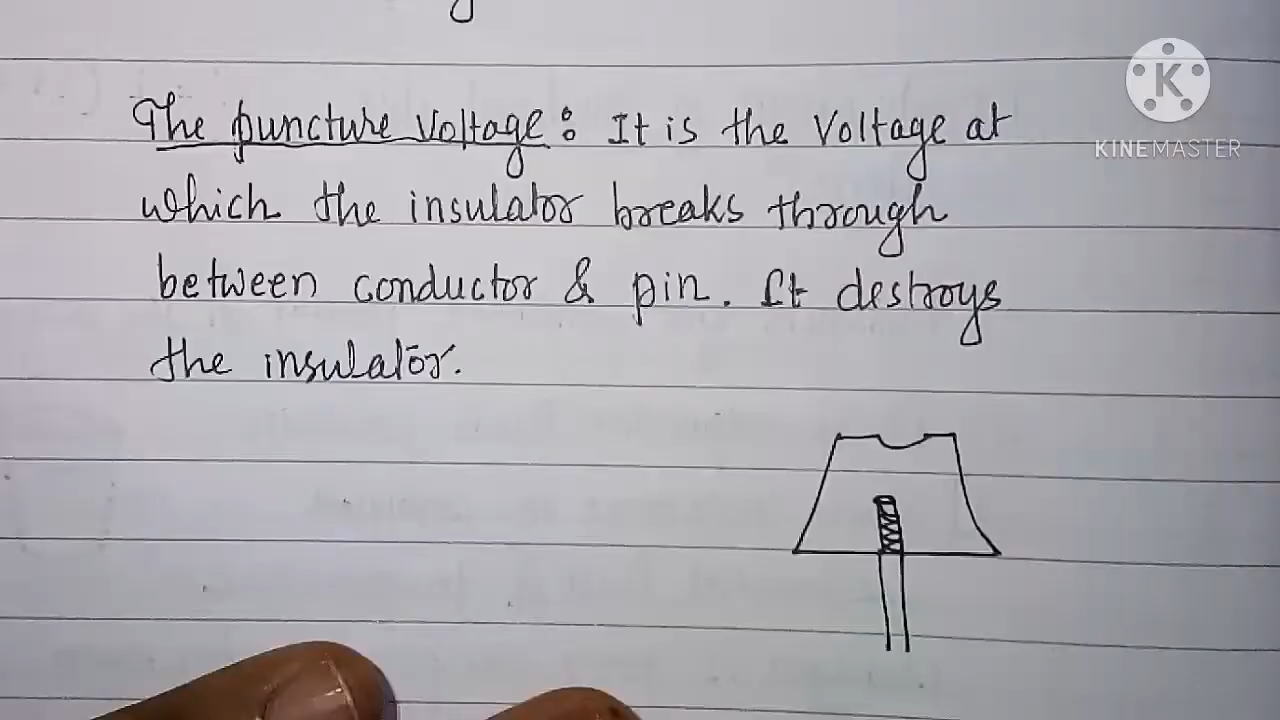 The puncture Voltage: It is the Voltage at
which the insulator breaks through
between conductor & pin. It destroys
the insulator.
K
KINEMASTER